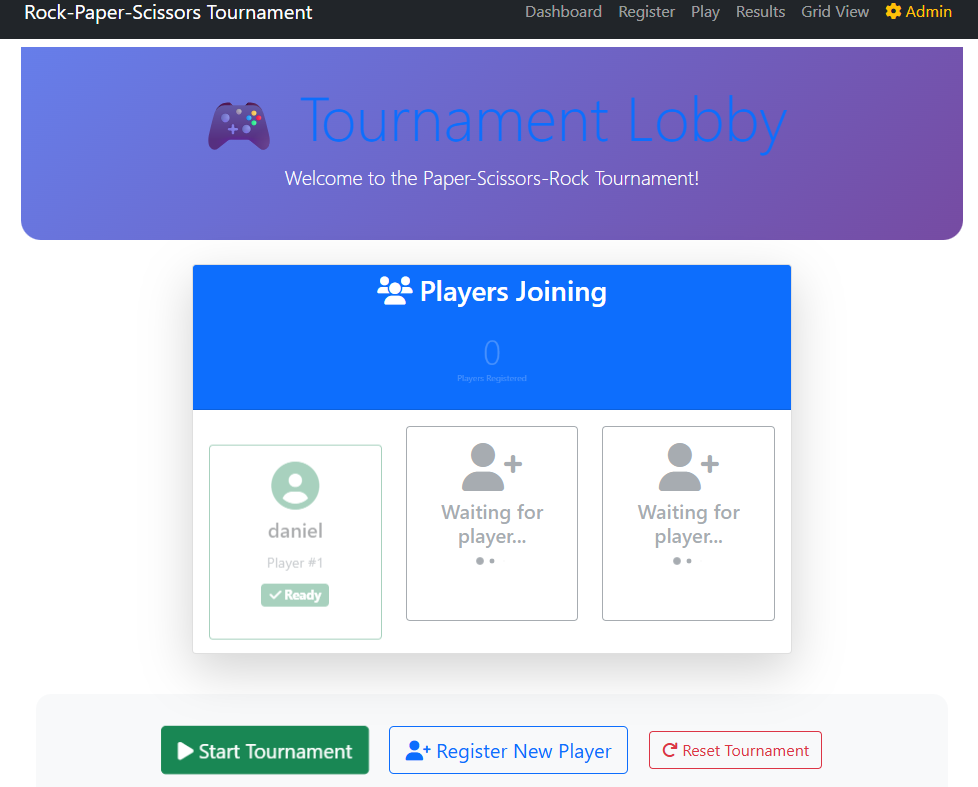 Rock-Paper-Scissors Tournament
Dashboard Register Play Results Grid View Admin
Tournament Lobby
Welcome to the Paper-Scissors-Rock Tournament!
Players Joining
0
Players Registered
daniel
Player #1
Ready
Waiting for
player...
Waiting for
player...
Start Tournament
Register New Player
Reset Tournament